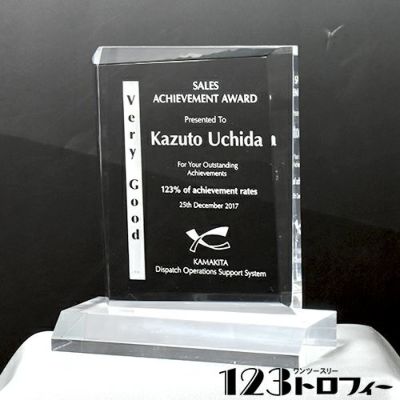 Very Good
SALES
ACHIEVEMENT AWARD
Presented To
Kazuto Uchida
For Your Outstanding
Achievements
123% of achievement rates
25th December 2017
KAMAKITA
Dispatch Operations Support System
ワンツースリー
123トロフィー